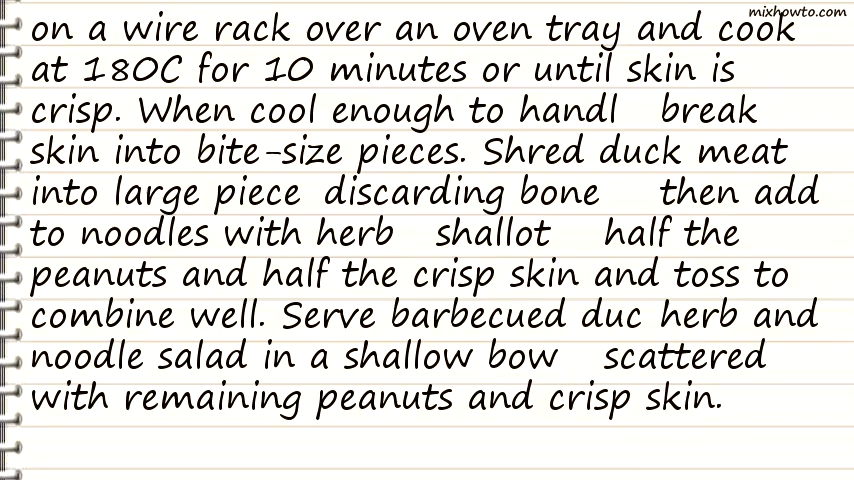 mixhowto.com
on a wire rack over an oven tray and cook
at 180C for 10 minutes or until skin is
crisp. When cool enough to handl break
skin into bite-size pieces. Shred duck meat
into large piece discarding bone then add
to noodles with herb shallot half the
peanuts and half the crisp skin and toss to
combine well. Serve barbecued duc herb and
noodle salad in a shallow bow scattered
with remaining peanuts and crisp skin.